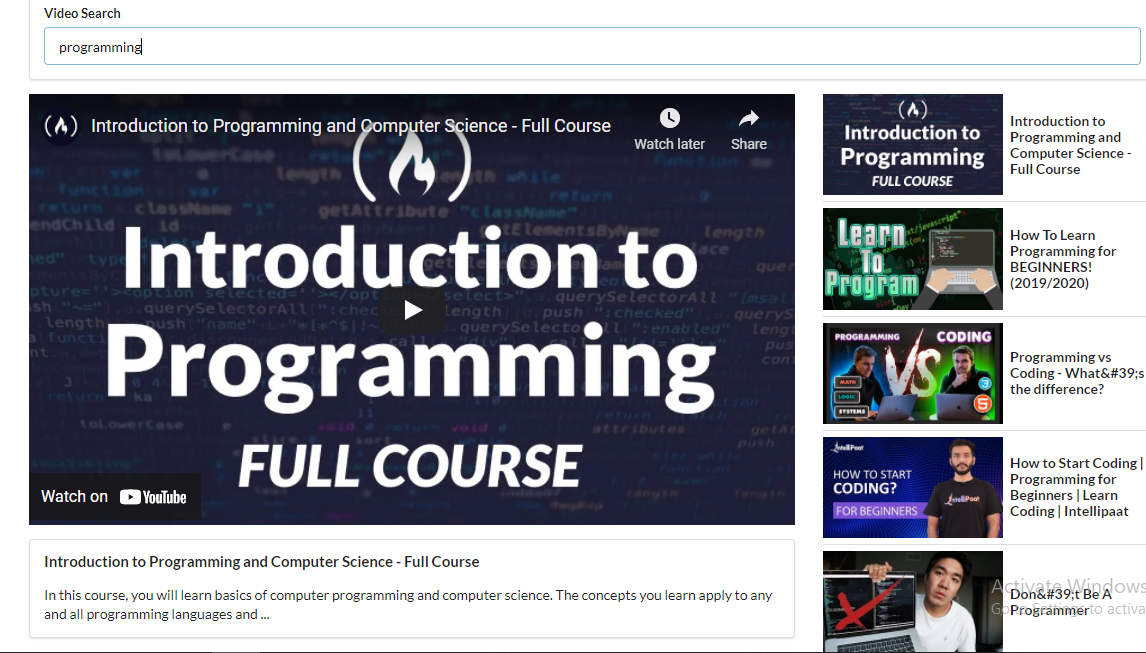 Video Search
programming
Introduction to Programming and Computer Science - Full Course
Watch later
Share
Introduction to
Programming
FULL COURSE
Watch on YouTube
Introduction to Programming and Computer Science - Full Course
In this course, you will learn basics of computer programming and computer science. The concepts you learn apply to any
and all programming languages and ...
Introduction to
Programming
FULL COURSE
Introduction to
Programming and
Computer Science -
Full Course
Learn
To
Program
How To Learn
Programming for
BEGINNERS!
(2019/2020)
PROGRAMMING
VS
CODING
MATH
LOGIC
SYSTEMS
3
5
Programming vs
Coding - What&#39;s
the difference?
IntelliPaat
HOW TO START
CODING?
FOR BEGINNERS
IntelliPaat
How to Start Coding |
Programming for
Beginners | Learn
Coding | Intellipaat
Don&#39;t Be A
Programmer
Activate Windows
Go to Settings to activa